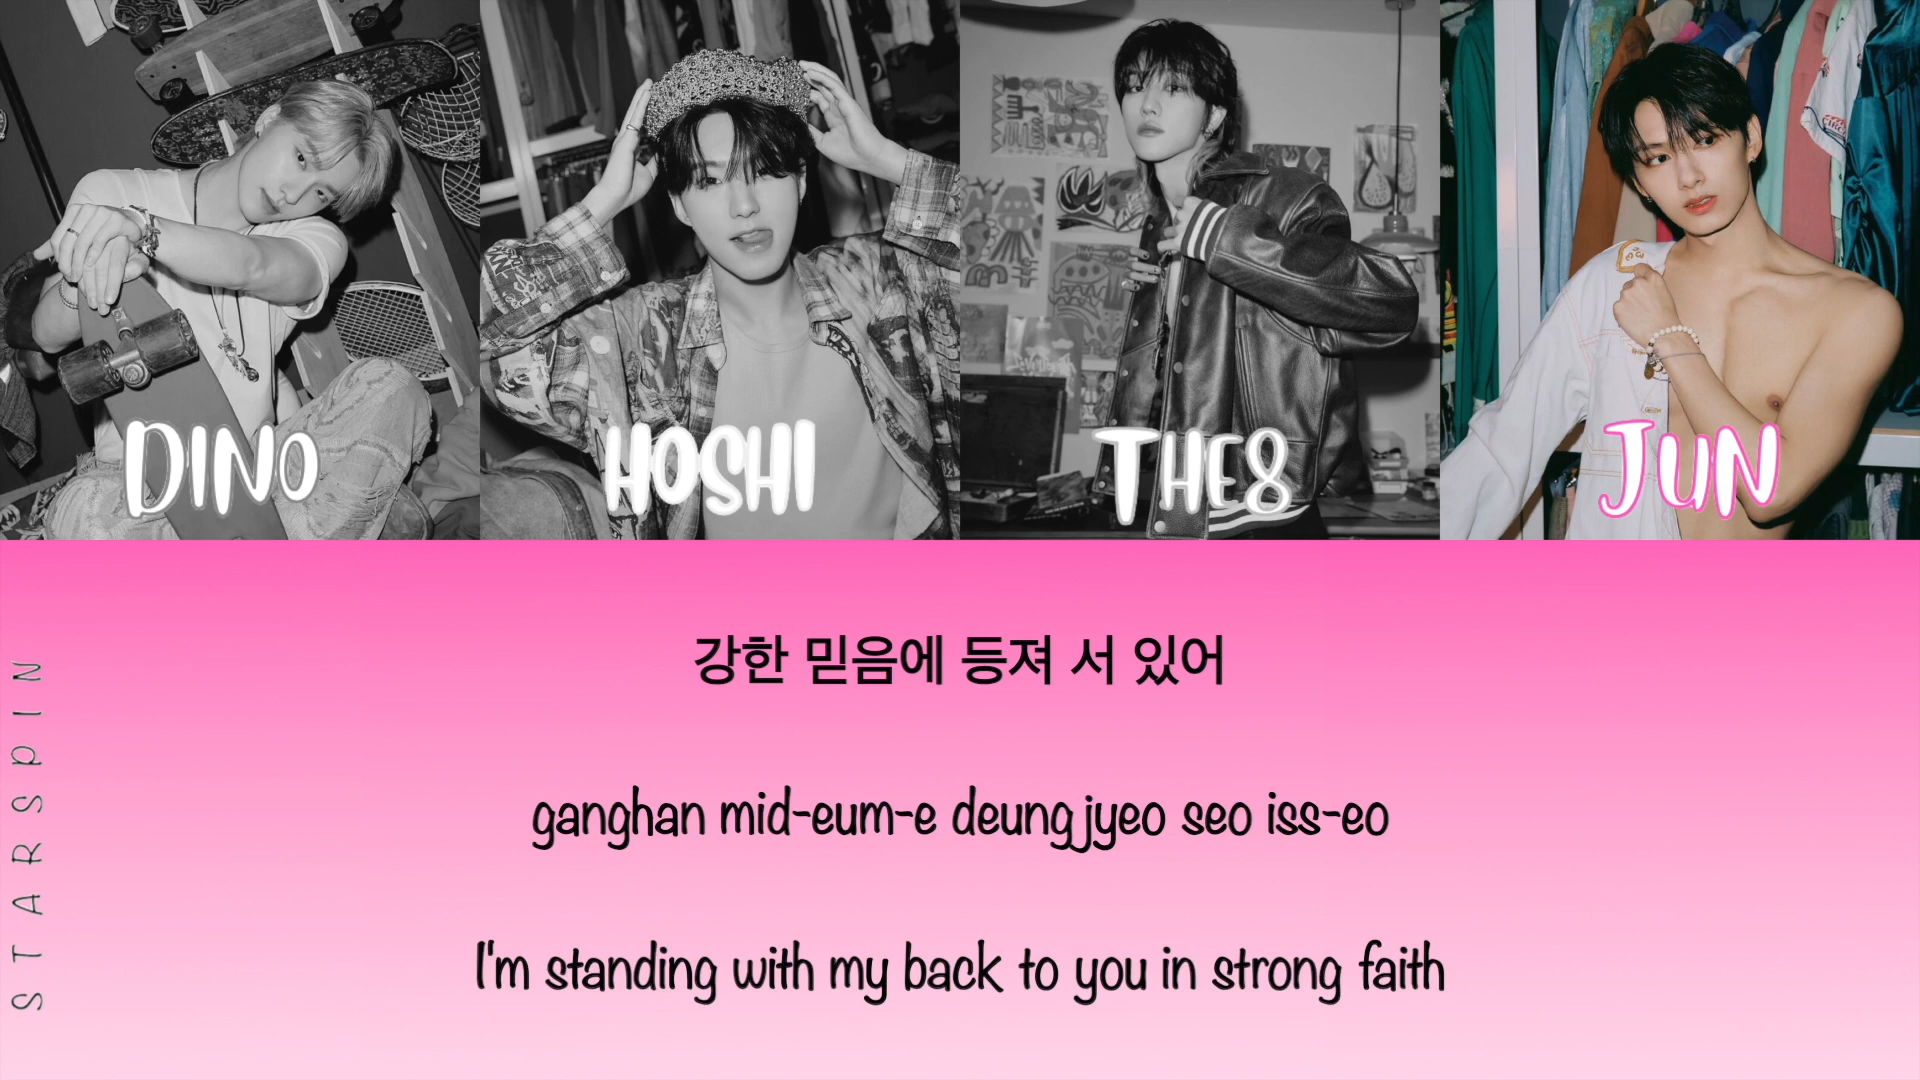 DINO
HOSHI
THE8
JUN
강한 믿음에 등져 서 있어
ganghan mid-eum-e deungjyeo seo iss-eo
I'm standing with my back to you in strong faith
STARSPIN